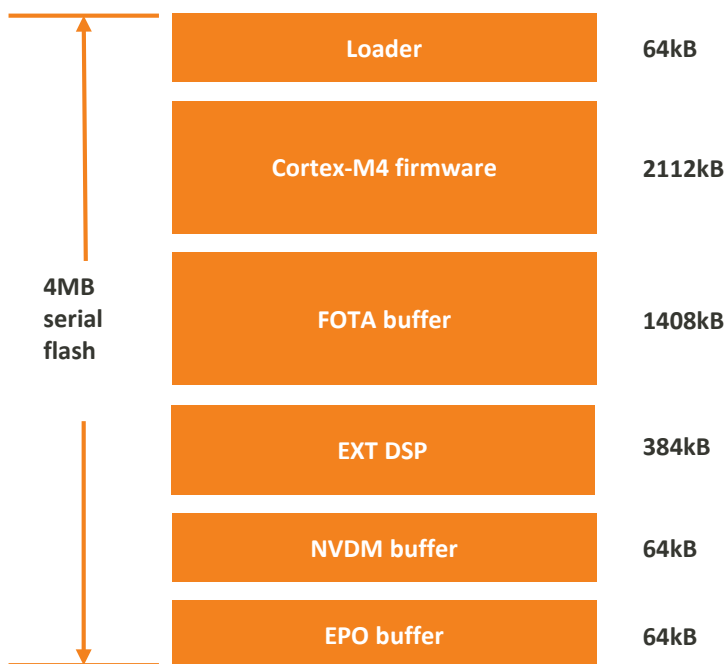 Loader
64kB
Cortex-M4 firmware
2112kB
4MB
serial
flash
FOTA buffer
1408kB
EXT DSP
384kB
NVDM buffer
64kB
EPO buffer
64kB